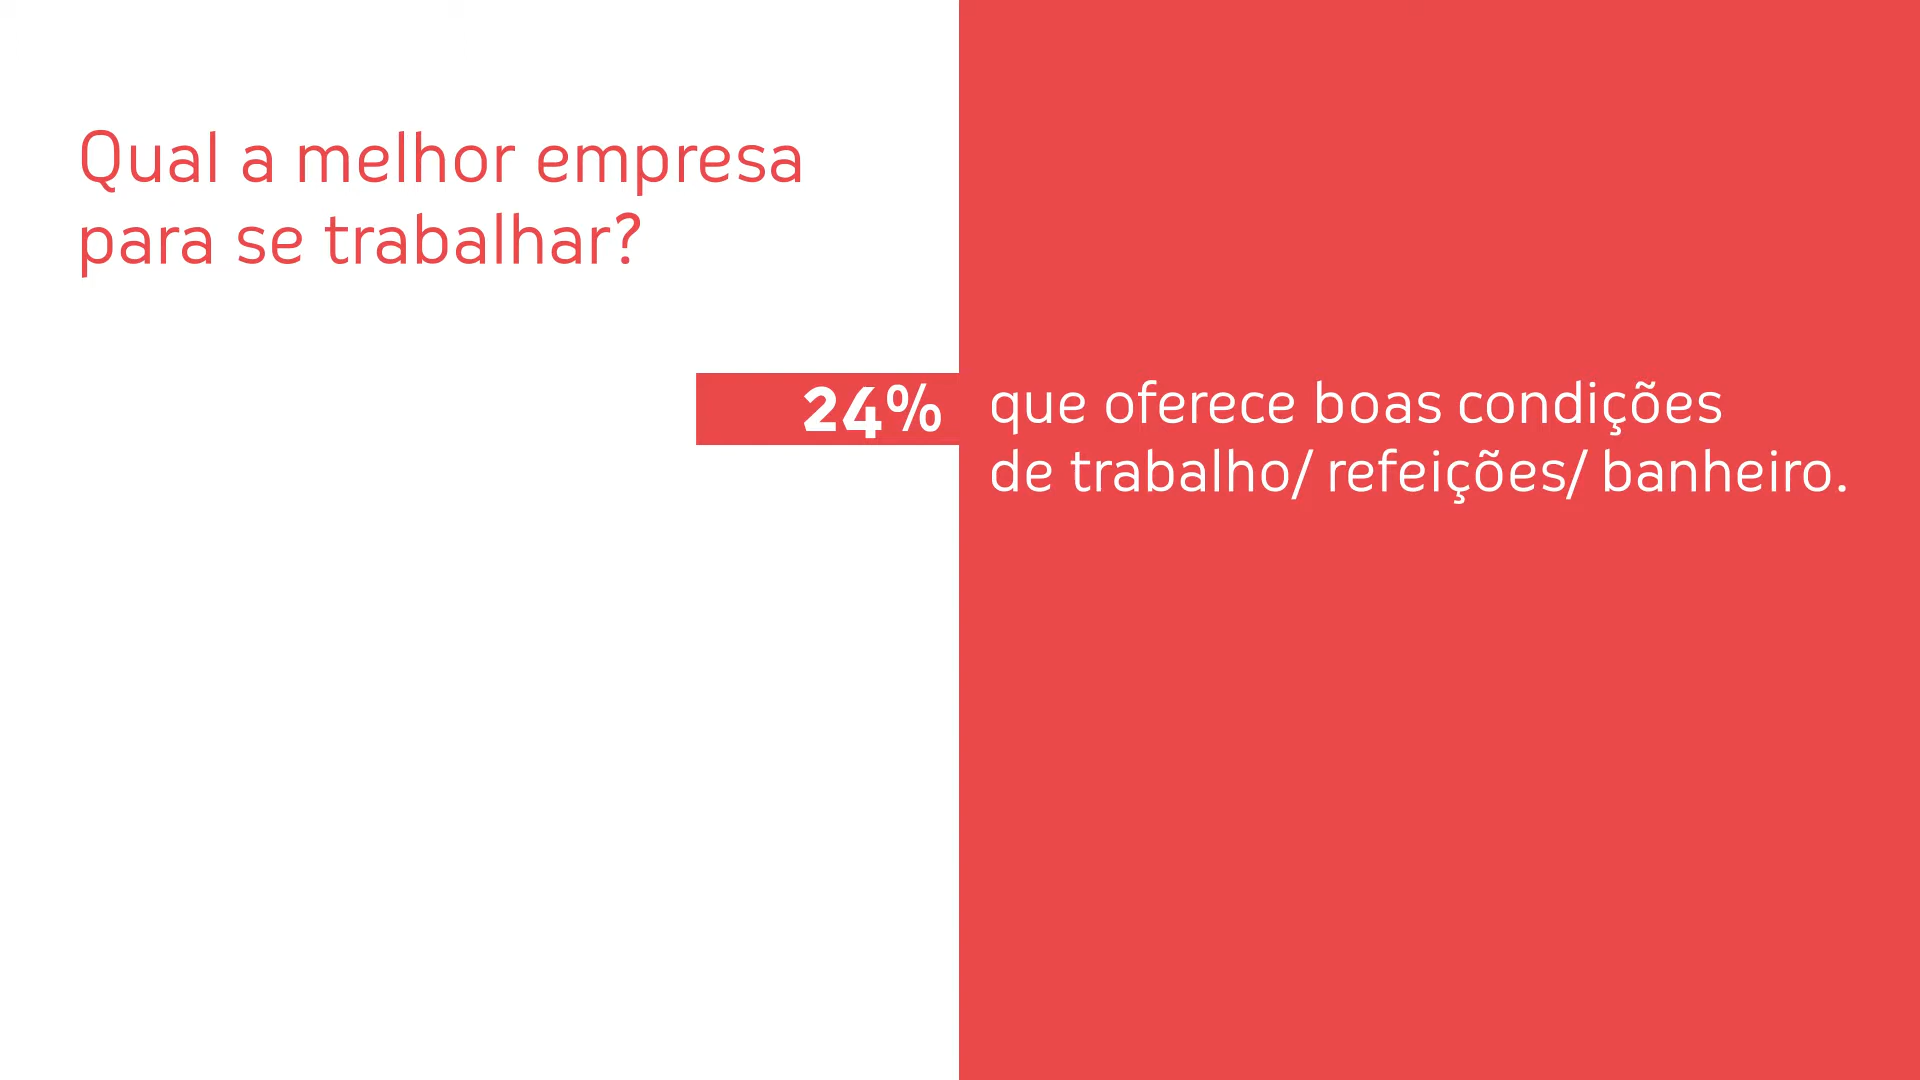 Qual a melhor empresa
para se trabalhar?
24% que oferece boas condições
de trabalho/ refeições/ banheiro.